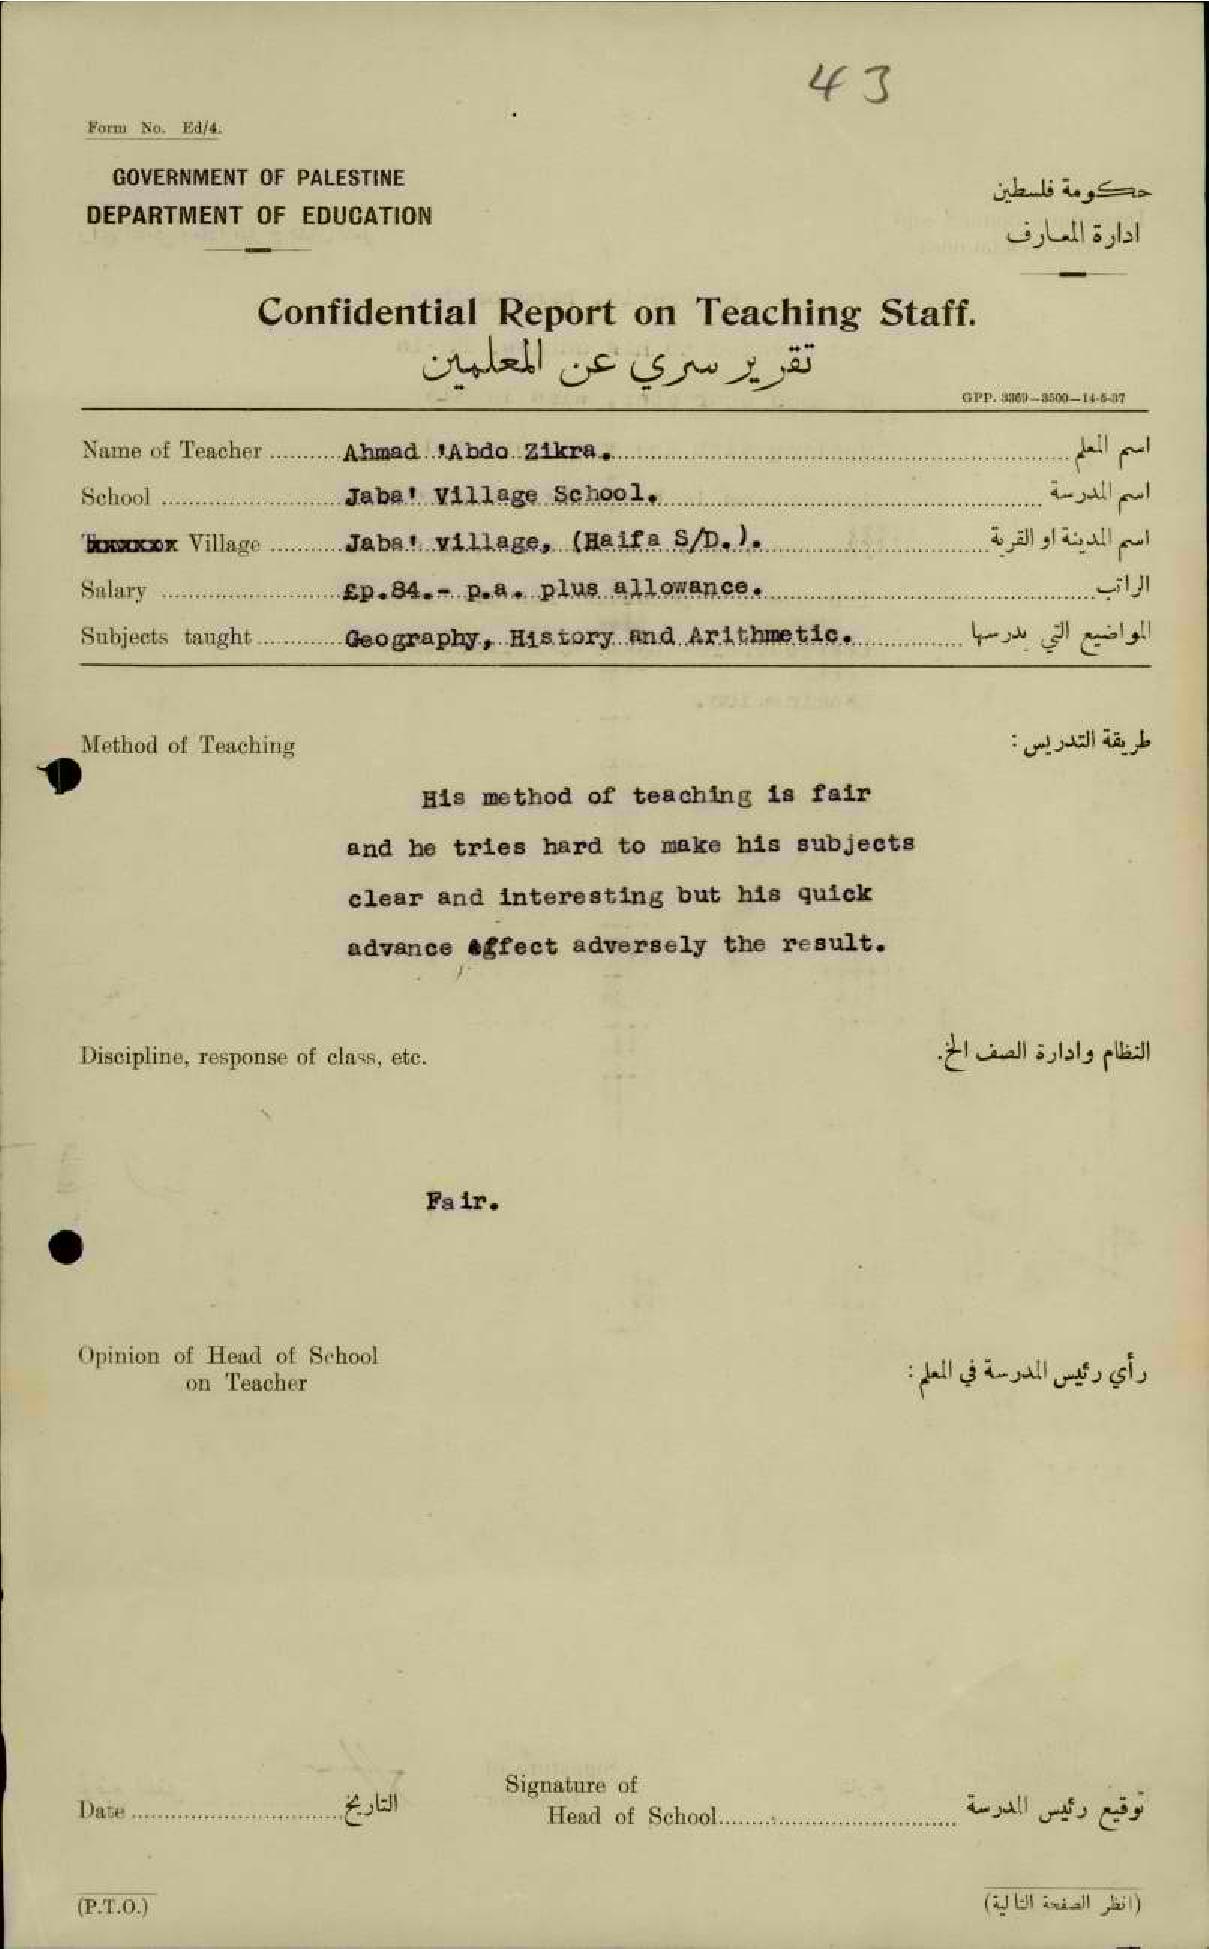 43
Form No. Ed/4.
GOVERNMENT OF PALESTINE
DEPARTMENT OF EDUCATION
حكومة فلسطين
ادارة المعارف
Confidential Report on Teaching Staff.
تقرير سري عن المعلمين
GPP. 3369—3500—14-5-37
Name of Teacher ........... Ahmad 'Abdo Zikra. ........... اسم المعلم
School ........... Jaba' Village School. ........... اسم المدرسة
Village ........... Jaba' village, (Haifa S/D.). ........... اسم المدينة او القرية
Salary ........... £p.84.- p.a. plus allowance. ........... الراتب
Subjects taught ........... Geography, History and Arithmetic. ........... المواضيع التي يدرسها
Method of Teaching طريقة التدريس :
His method of teaching is fair
and he tries hard to make his subjects
clear and interesting but his quick
advance affect adversely the result.
Discipline, response of class, etc. النظام وادارة الصف الخ.
Fair.
Opinion of Head of School
on Teacher
رأي رئيس المدرسة في المعلم :
Date ........... التاريخ
Signature of
Head of School ........... توقيع رئيس المدرسة
(P.T.O.) (انظر الصفحة التالية)